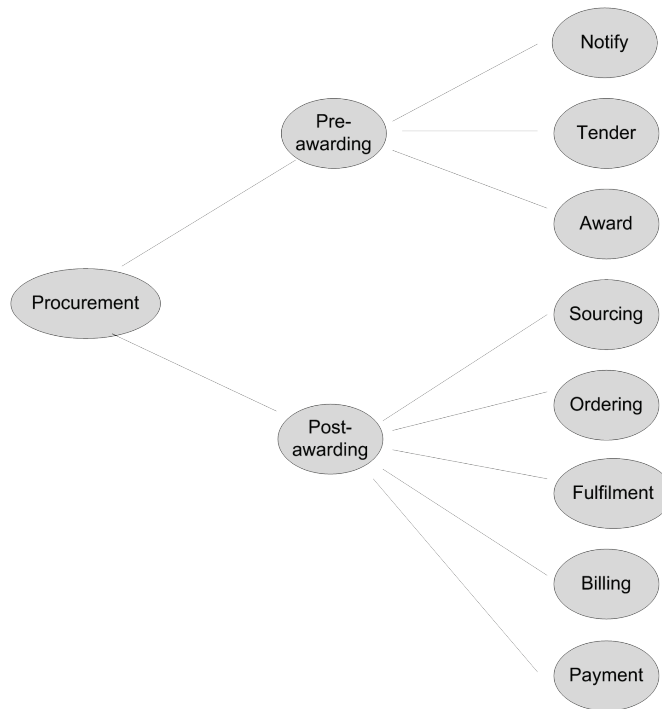 Notify
Pre-
awarding
Tender
Award
Procurement
Sourcing
Ordering
Post-
awarding
Fulfilment
Billing
Payment